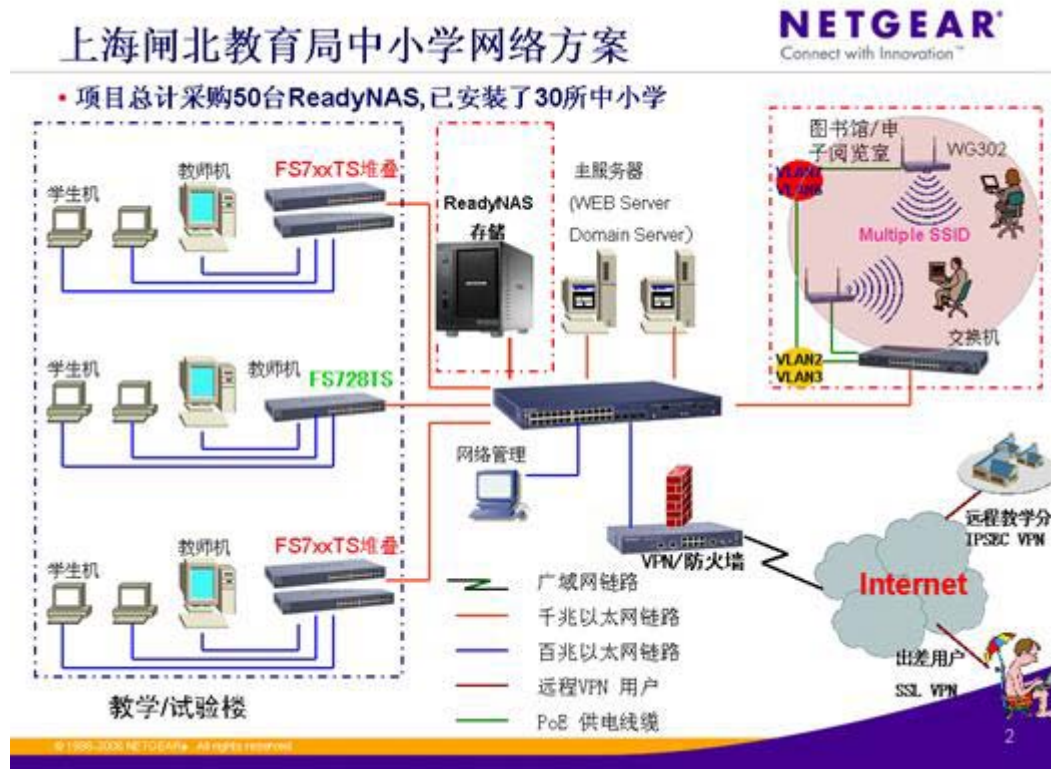 上海闸北教育局中小学网络方案
NETGEAR®
Connect with Innovation™
• 项目总计采购50台ReadyNAS,已安装了30所中小学
学生机
教师机
FS7xxTS堆叠
ReadyNAS
存储
主服务器
(WEB Server
Domain Server)
图书馆/电
子阅览室
WG302
Multiple SSID
交换机
VLAN2
VLAN3
学生机
教师机
FS728TS
网络管理
学生机
教师机
FS7xxTS堆叠
VPN/防火墙
Internet
远程教学分
IPSEC VPN
出差用户
SSL VPN
广域网链路
千兆以太网链路
百兆以太网链路
远程VPN 用户
PoE 供电线缆
教学/试验楼
© 1996-2006 NETGEAR® . All rights reserved
2